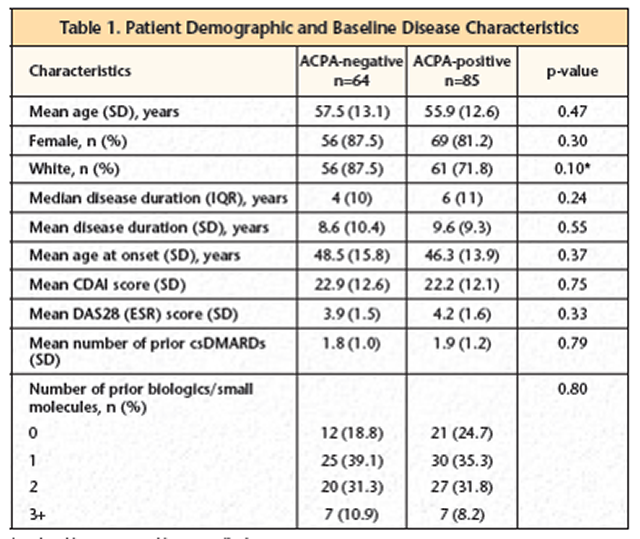 Table 1. Patient Demographic and Baseline Disease Characteristics
Characteristics ACPA-negative n=64 ACPA-positive n=85 p-value
Mean age (SD), years 57.5 (13.1) 55.9 (12.6) 0.47
Female, n (%) 56 (87.5) 69 (81.2) 0.30
White, n (%) 56 (87.5) 61 (71.8) 0.10*
Median disease duration (IQR), years 4 (10) 6 (11) 0.24
Mean disease duration (SD), years 8.6 (10.4) 9.6 (9.3) 0.55
Mean age at onset (SD), years 48.5 (15.8) 46.3 (13.9) 0.37
Mean CDAI score (SD) 22.9 (12.6) 22.2 (12.1) 0.75
Mean DAS28 (ESR) score (SD) 3.9 (1.5) 4.2 (1.6) 0.33
Mean number of prior csDMARDs (SD) 1.8 (1.0) 1.9 (1.2) 0.79
Number of prior biologics/small molecules, n (%) 0.80
0 12 (18.8) 21 (24.7)
1 25 (39.1) 30 (35.3)
2 20 (31.3) 27 (31.8)
3+ 7 (10.9) 7 (8.2)